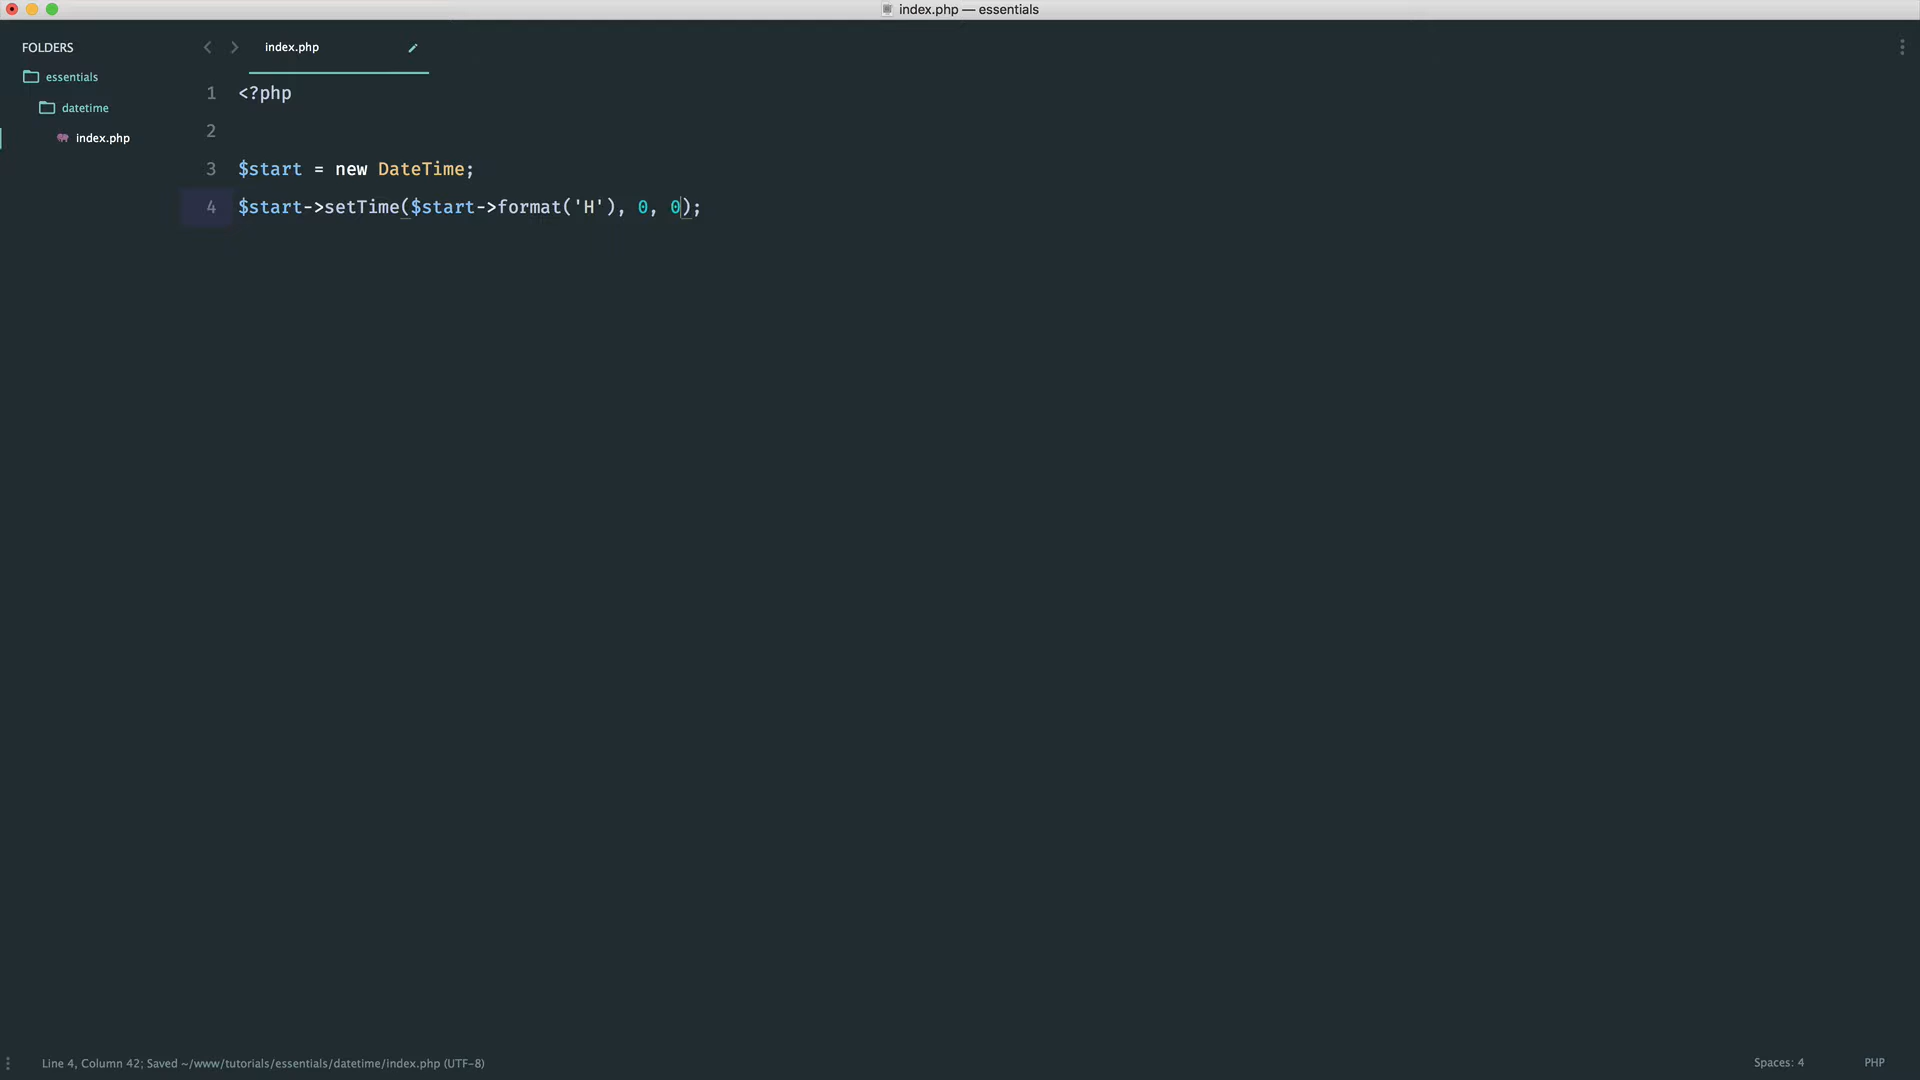 index.php — essentials
FOLDERS
essentials
datetime
index.php
index.php
1 <?php
2
3 $start = new DateTime;
4 $start->setTime($start->format('H'), 0, 0);
Line 4, Column 42; Saved ~/www/tutorials/essentials/datetime/index.php (UTF-8)
Spaces: 4
PHP